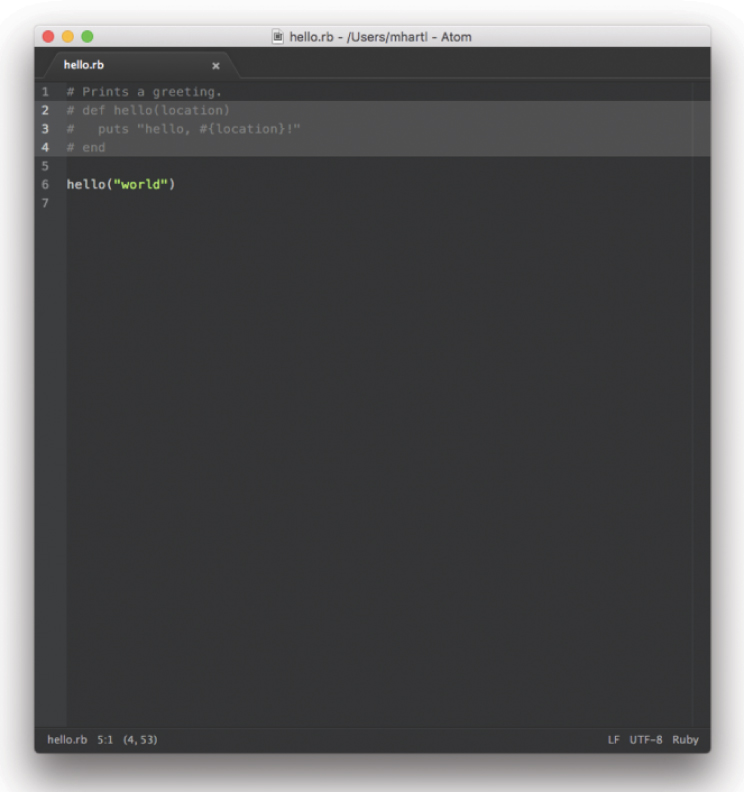 hello.rb - /Users/mhartl - Atom
hello.rb ×
1 # Prints a greeting.
2 # def hello(location)
3 #   puts "hello, #{location}!"
4 # end
5
6 hello("world")
7
hello.rb 5:1 (4, 53) LF UTF-8 Ruby